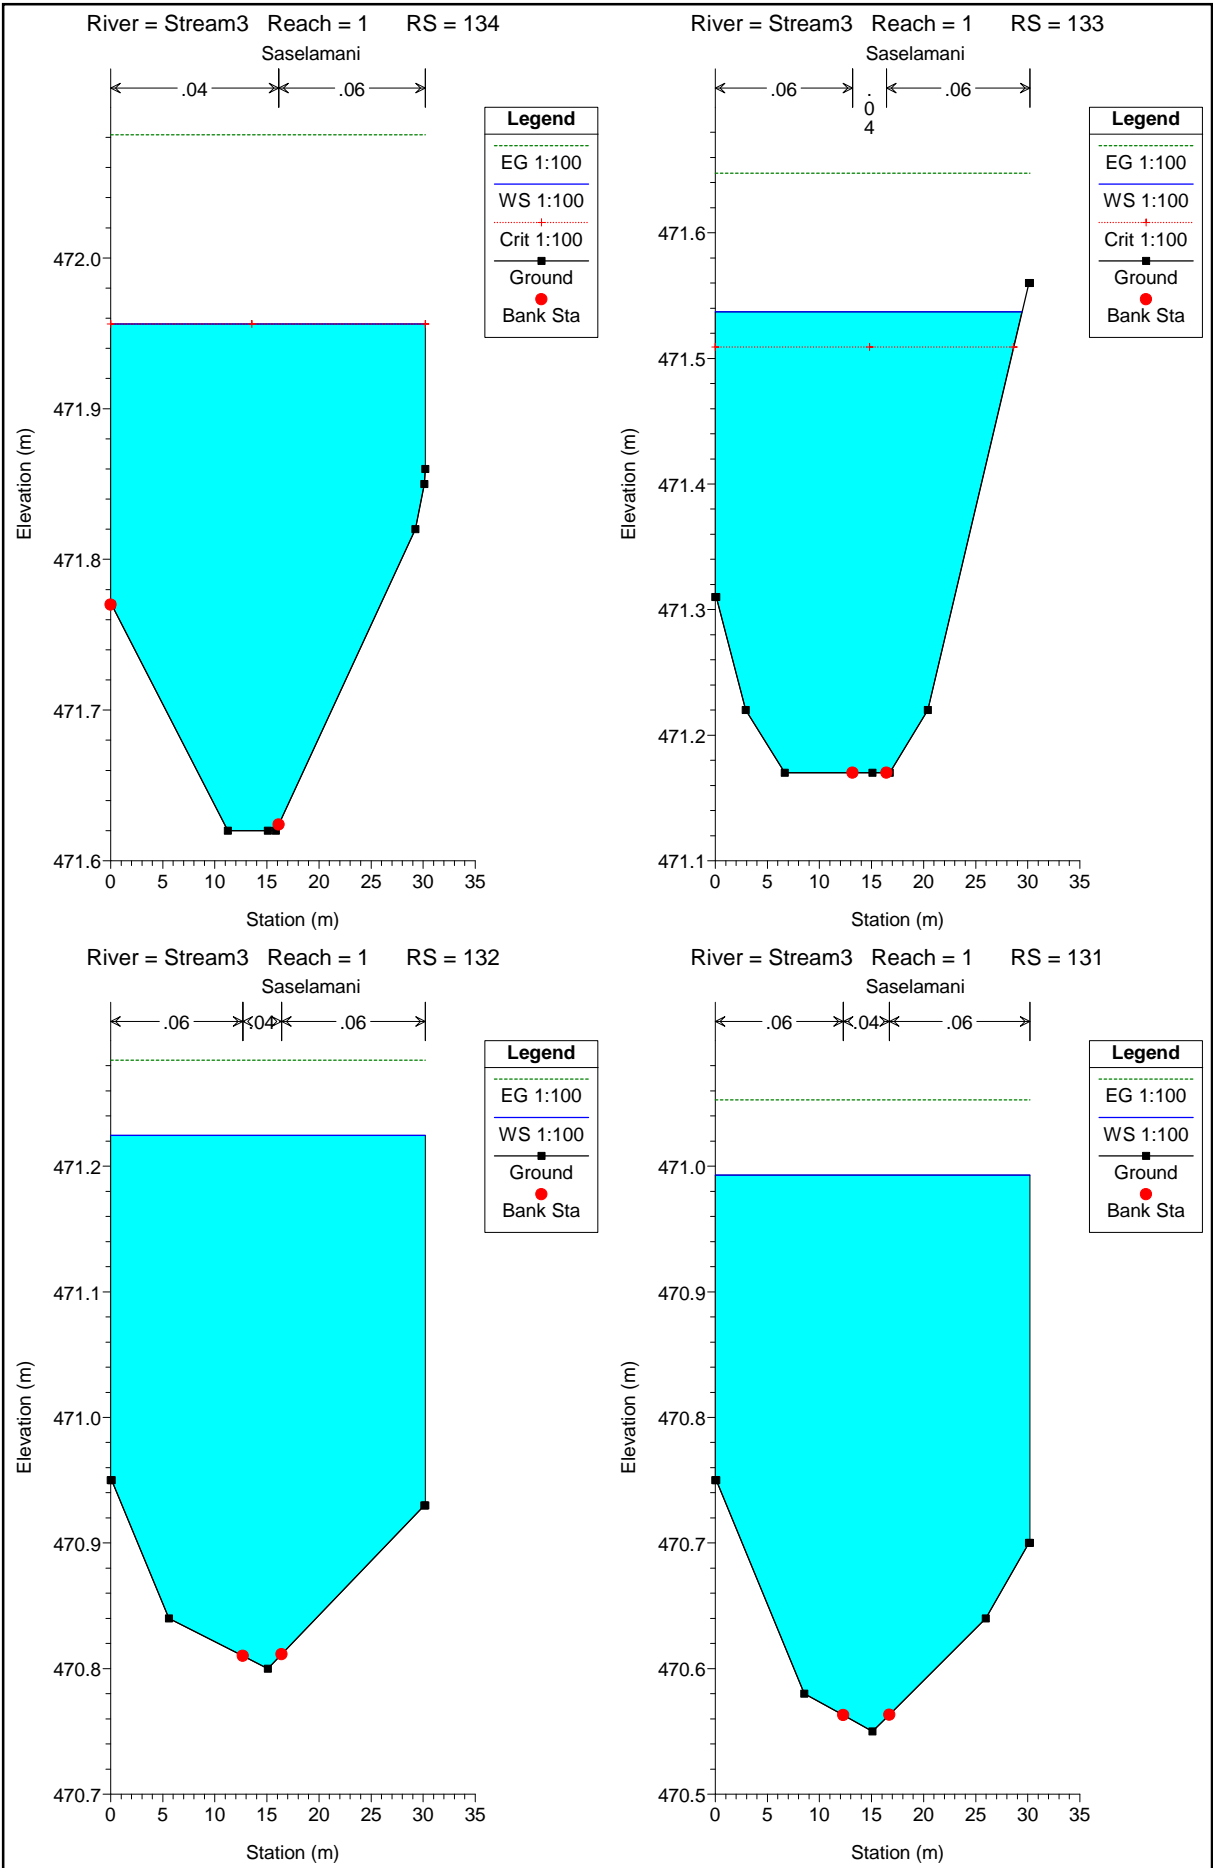 River = Stream3 Reach = 1 RS = 134
Saselamani
.04 .06
Legend
EG 1:100
WS 1:100
Crit 1:100
Ground
Bank Sta
472.0
471.9
471.8
471.7
471.6
Elevation (m)
0 5 10 15 20 25 30 35
Station (m)
River = Stream3 Reach = 1 RS = 133
Saselamani
.06 .04 .06
Legend
EG 1:100
WS 1:100
Crit 1:100
Ground
Bank Sta
471.6
471.5
471.4
471.3
471.2
471.1
Elevation (m)
0 5 10 15 20 25 30 35
Station (m)
River = Stream3 Reach = 1 RS = 132
Saselamani
.06 .04 .06
Legend
EG 1:100
WS 1:100
Ground
Bank Sta
471.2
471.1
471.0
470.9
470.8
470.7
Elevation (m)
0 5 10 15 20 25 30 35
Station (m)
River = Stream3 Reach = 1 RS = 131
Saselamani
.06 .04 .06
Legend
EG 1:100
WS 1:100
Ground
Bank Sta
471.0
470.9
470.8
470.7
470.6
470.5
Elevation (m)
0 5 10 15 20 25 30 35
Station (m)